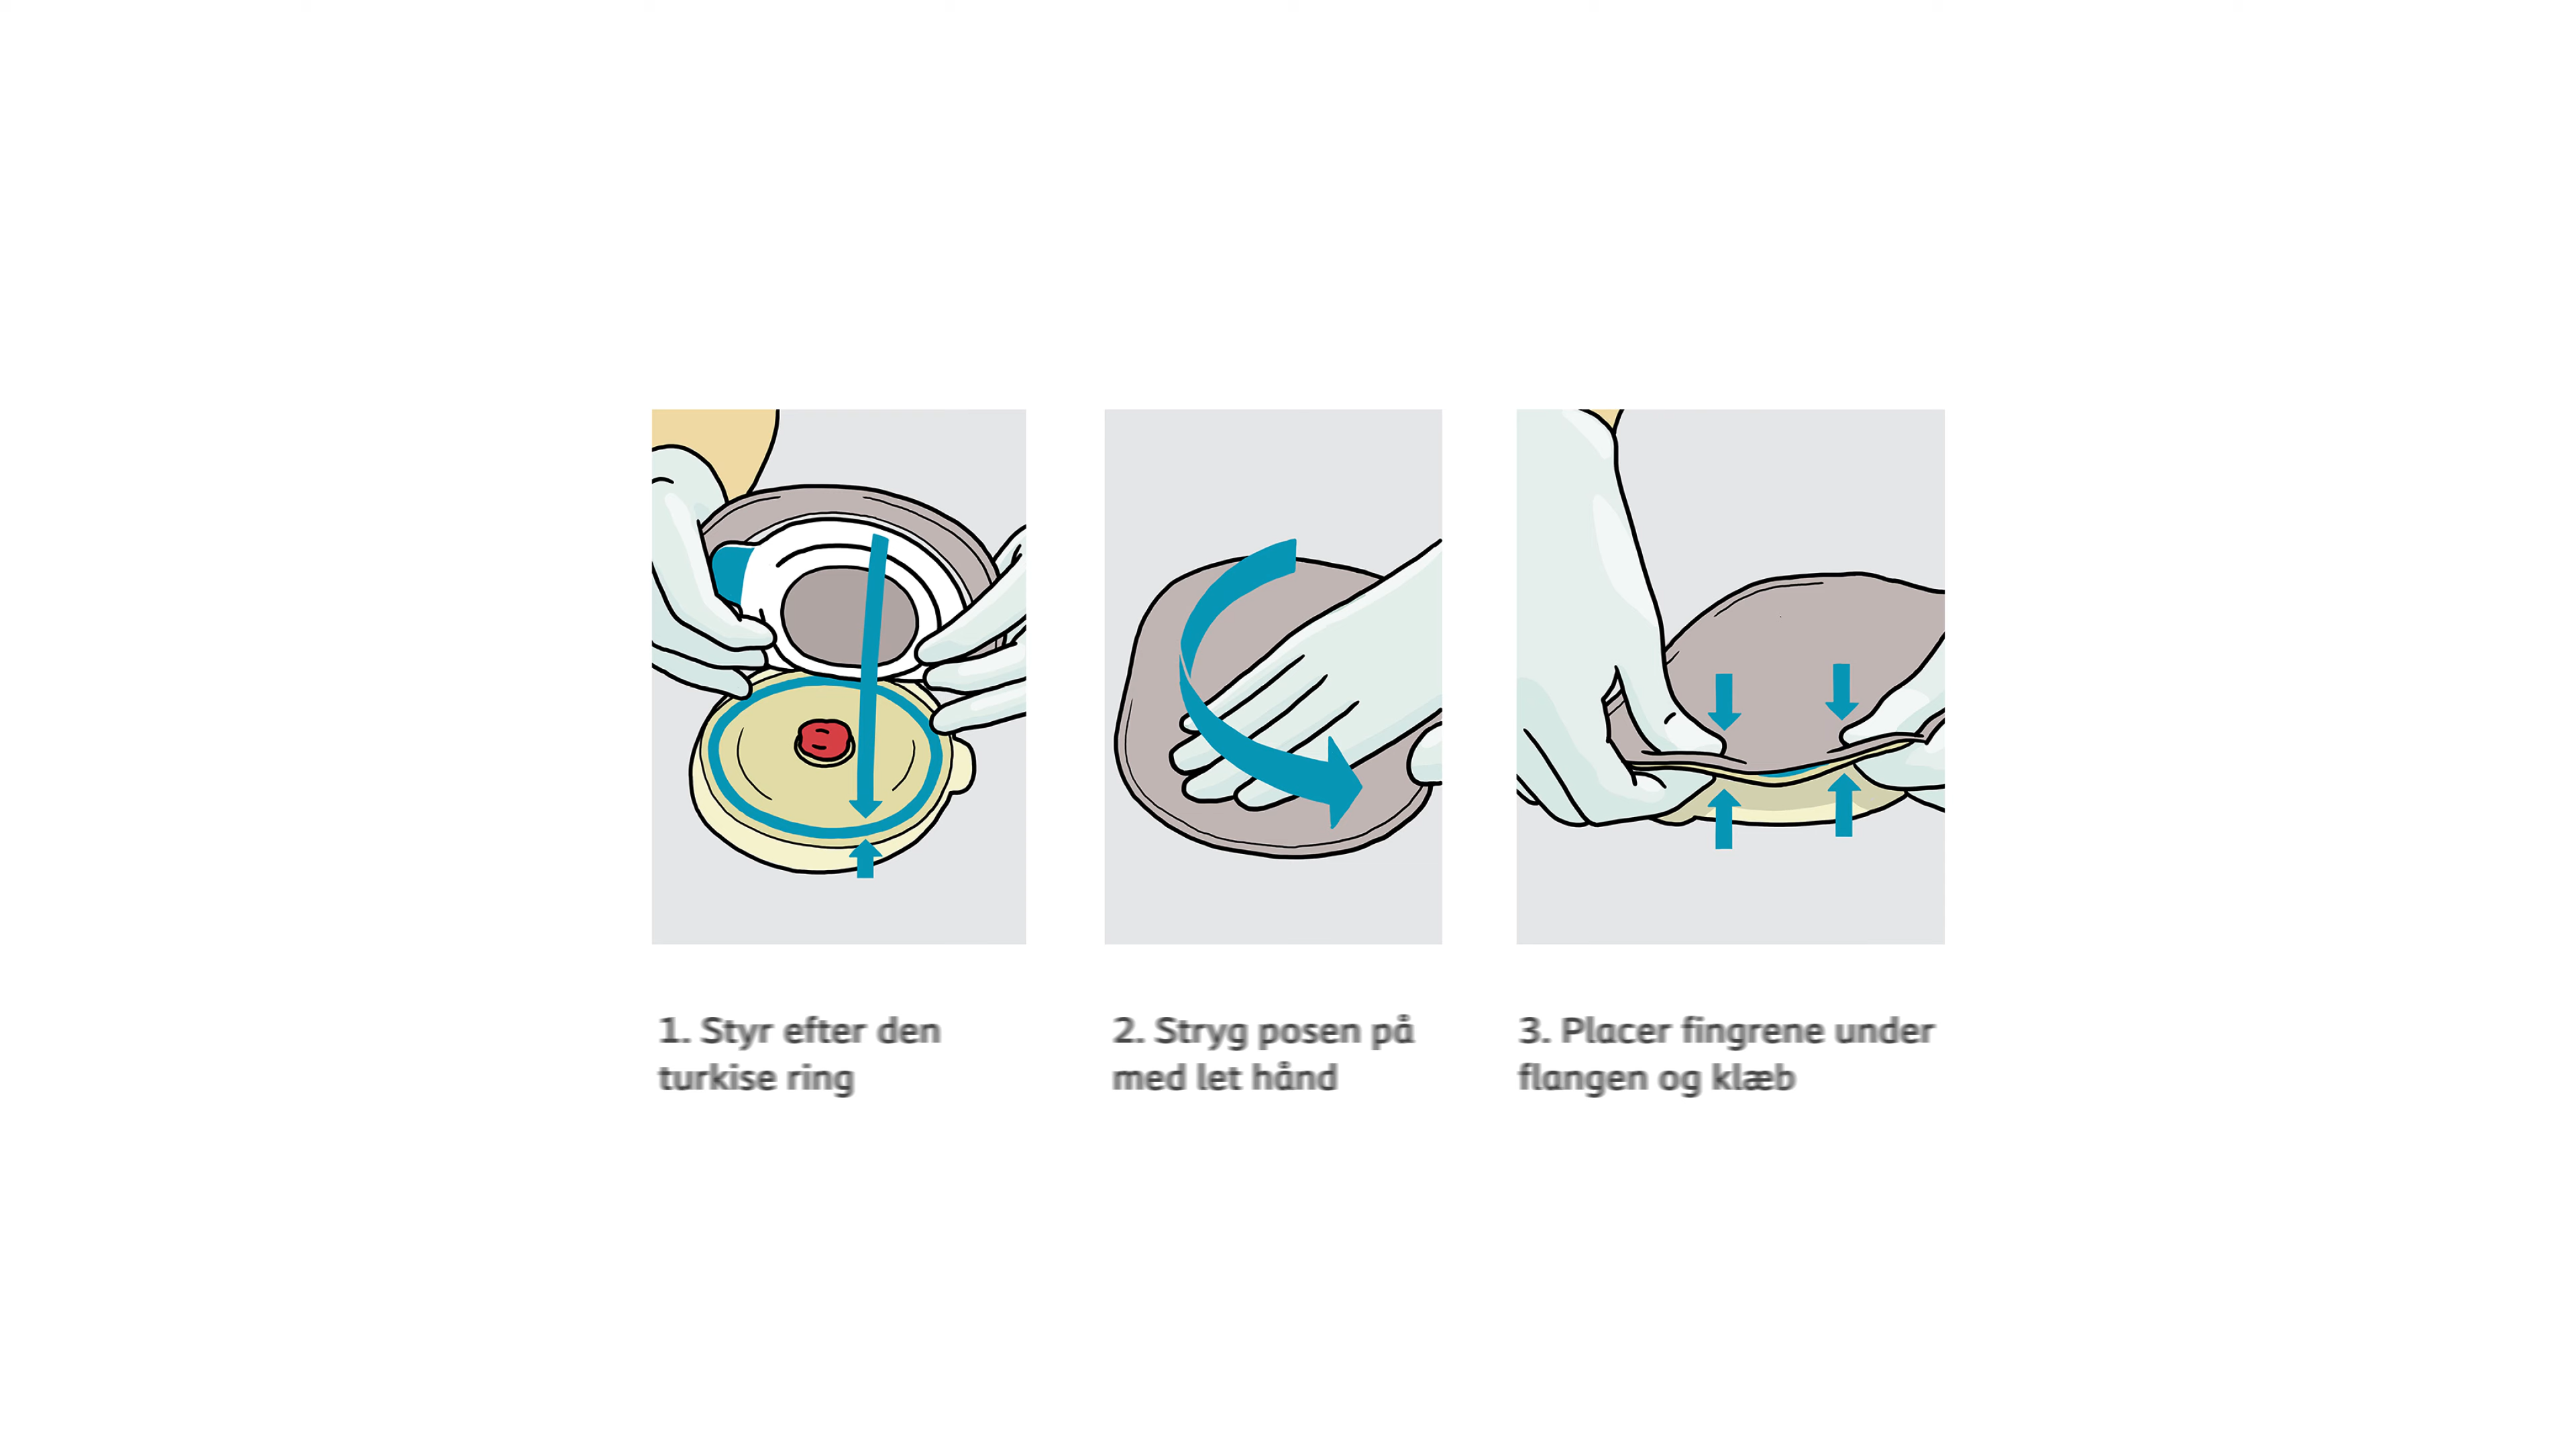 1. Styr efter den
turkise ring
2. Stryg posen på
med let hånd
3. Placer fingrene under
flangen og klæb